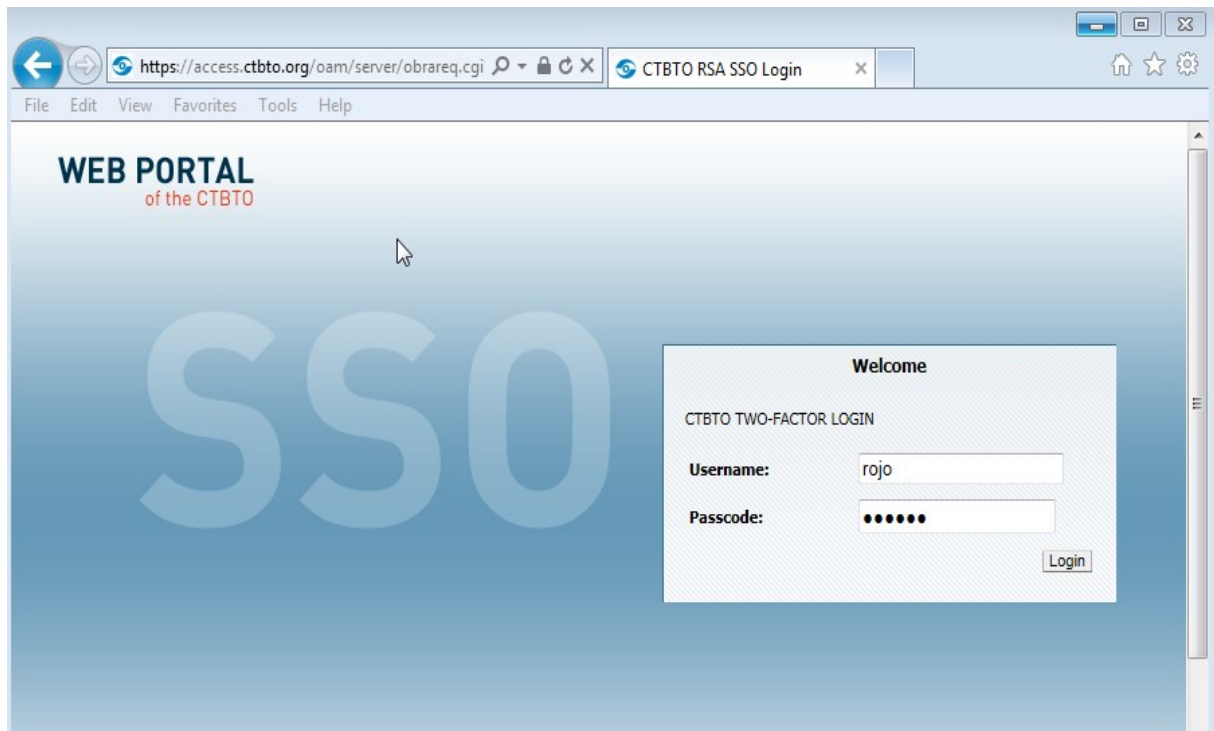 https://access.ctbto.org/oam/server/obrareq.cgi
CTBTO RSA SSO Login
File Edit View Favorites Tools Help
WEB PORTAL
of the CTBTO
SSO
Welcome
CTBTO TWO-FACTOR LOGIN
Username: rojo
Passcode: ●●●●●●
Login